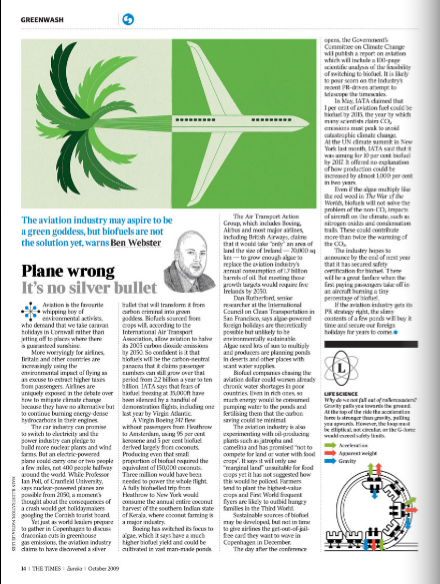 GREENWASH
The aviation industry may aspire to be
a green goddess, but biofuels are not
the solution yet, warns Ben Webster
Plane wrong
It's no silver bullet
Aviation is the favourite
whipping boy of
environmental activists,
who demand that we take caravan
holidays in Cornwall rather than
jetting off to places where there
is guaranteed sunshine.
More worryingly for airlines,
Britain and other countries are
increasingly using the
environmental impact of flying as
an excuse to extract higher taxes
from passengers. Airlines are
uniquely exposed in the debate over
how to mitigate climate change
because they have no alternative but
to continue burning energy-dense
hydrocarbons in their engines.
The car industry can promise
to switch to electricity and the
power industry can pledge to
build more nuclear plants and wind
farms. But an electric-powered
plane could carry one or two people
a few miles, not 400 people halfway
around the world. While Professor
Ian Poll, of Cranfield University,
says nuclear-powered planes are
possible from 2050, a moment's
thought about the consequences of
a crash would get holidaymakers
googling the Cornish tourist board.
Yet just as world leaders prepare
to gather in Copenhagen to discuss
draconian cuts in greenhouse
gas emissions, the aviation industry
claims to have discovered a silver
bullet that will transform it from
carbon criminal into green
goddess. Biofuels sourced from
crops will, according to the
International Air Transport
Association, allow aviation to halve
its 2005 carbon dioxide emissions
by 2050. So confident is it that
biofuels will be the carbon-neutral
panacea that it claims passenger
numbers can still grow over that
period from 2.2 billion a year to ten
billion. IATA says that fears of
biofuel freezing at 35,000ft have
been silenced by a handful of
demonstration flights, including one
last year by Virgin Atlantic.
A Virgin Boeing 747 flew
without passengers from Heathrow
to Amsterdam, using 95 per cent
kerosene and 5 per cent biofuel
derived largely from coconuts.
Producing even that small
proportion of biofuel required the
equivalent of 150,000 coconuts.
Three million would have been
needed to power the whole flight.
A fully biofuelled trip from
Heathrow to New York would
consume the annual entire coconut
harvest of the southern Indian state
of Kerala, where coconut farming is
a major industry.
Boeing has switched its focus to
algae, which it says have a much
higher biofuel yield and could be
cultivated in vast man-made ponds
The Air Transport Action
Group, which includes Boeing,
Airbus and most major airlines,
including British Airways, claims
that it would take "only" an area of
land the size of Ireland — 70,000 sq
km — to grow enough algae to
replace the aviation industry's
annual consumption of 1.7 billion
barrels of oil. But meeting those
growth targets would require five
Irelands by 2050.
Dan Rutherford, senior
researcher at the International
Council on Clean Transportation in
San Francisco, says algae-powered
foreign holidays are theoretically
possible but unlikely to be
environmentally sustainable.
Algae need lots of sun to multiply
and producers are planning ponds
in deserts and other places with
scant water supplies.
Biofuel companies chasing the
aviation dollar could worsen already
chronic water shortages in poor
countries. Even in rich ones, so
much energy would be consumed
pumping water to the ponds and
fertilising them that the carbon
saving could be minimal.
The aviation industry is also
experimenting with oil-producing
plants such as jatropha and
camelina and has promised "not to
compete for land or water with food
crops". It says it will only use
"marginal land" unsuitable for food
crops yet it has not suggested how
this would be policed. Farmers
tend to plant the highest-value
crops and First World frequent
flyers are likely to outbid hungry
families in the Third World.
Sustainable sources of biofuel
may be developed, but not in time
to give airlines the get-out-of-jail-
free card they want to wave in
Copenhagen in December.
The day after the conference
opens, the Government's
Committee on Climate Change
will publish a report on aviation
which will include a 100-page
scientific analysis of the feasibility
of switching to biofuel. It is likely
to pour scorn on the industry's
recent PR-driven attempt to
telescope the timescales.
In May, IATA claimed that
1 per cent of aviation fuel could be
biofuel by 2015, the year by which
many scientists claim CO₂
emissions must peak to avoid
catastrophic climate change.
At the UN climate summit in New
York last month, IATA said that it
was aiming for 10 per cent biofuel
by 2017. It offered no explanation
of how production could be
increased by almost 1,000 per cent
in two years.
Even if the algae multiply like
the red weed in The War of the
Worlds, biofuels will not solve the
problem of the non-CO₂ impacts
of aircraft on the climate, such as
nitrogen oxides and condensation
trails. These could contribute
more than twice the warming of
the CO₂.
The industry hopes to
announce by the end of next year
that it has secured safety
certification for biofuel. There
will be a great fanfare when the
first paying passengers take off in
an aircraft burning a tiny
percentage of biofuel.
If the aviation industry gets its
PR strategy right, the slimy
contents of a few ponds will buy it
time and secure our foreign
holidays for years to come
L
LIFE SCIENCE
Why do we not fall out of rollercoasters?
Gravity pulls you towards the ground.
At the top of the ride the acceleration
force is stronger than gravity, pulling
you upwards. However, the loop must
be elliptical, not circular, or the G-force
would exceed safety limits.
Acceleration
Apparent weight
Gravity
14 | THE TIMES | Eureka | October 2009